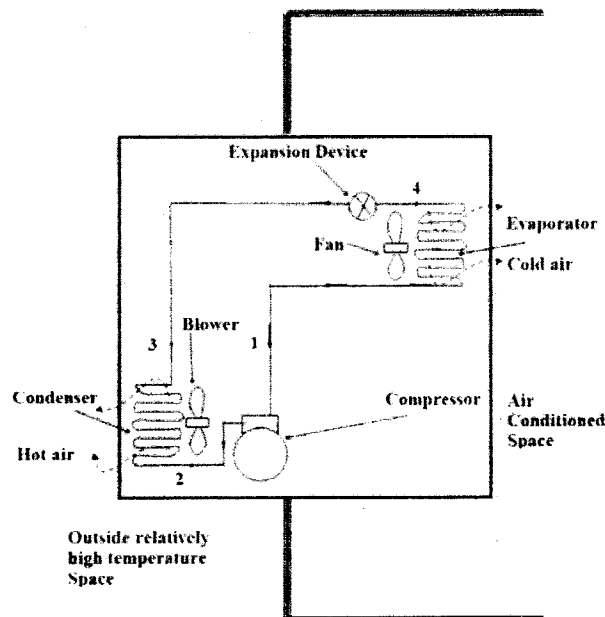 Expansion Device
4
Fan
Evaporator
Cold air
3
Blower
1
Condenser
Compressor
Air
Conditioned
Space
Hot air
2
Outside relatively
high temperature
Space